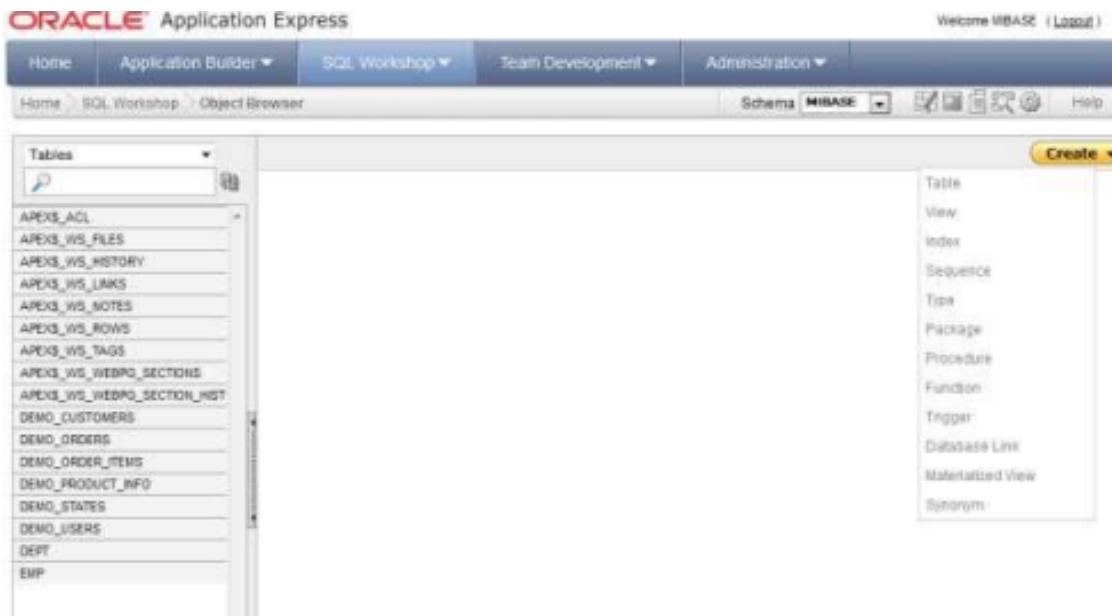 ORACLE Application Express
Welcome MIBASE (Logout)
Home Application Builder SQL Workshop Team Development Administration
Home SQL Workshop Object Browser
Schema MIBASE Help
Tables
Create
APEX$_ACL
APEX$_WS_FILES
APEX$_WS_HISTORY
APEX$_WS_LINKS
APEX$_WS_NOTES
APEX$_WS_ROWS
APEX$_WS_TAGS
APEX$_WS_WEBPG_SECTIONS
APEX$_WS_WEBPG_SECTION_HIST
DEMO_CUSTOMERS
DEMO_ORDERS
DEMO_ORDER_ITEMS
DEMO_PRODUCT_INFO
DEMO_STATES
DEMO_USERS
DEPT
EMP
Table
View
Index
Sequence
Type
Package
Procedure
Function
Trigger
Database Link
Materialized View
Synonym